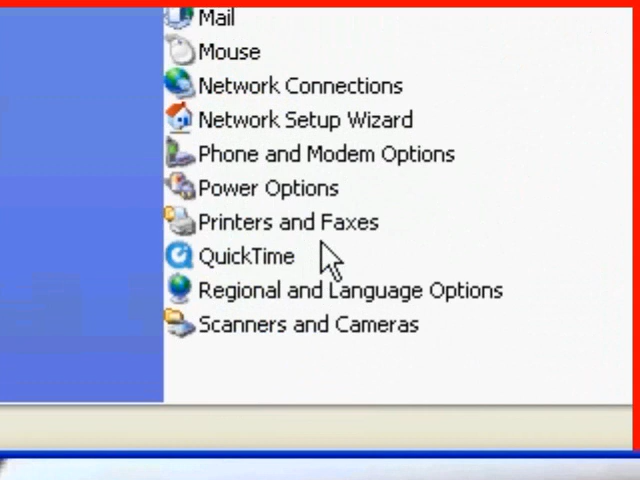 Mail
Mouse
Network Connections
Network Setup Wizard
Phone and Modem Options
Power Options
Printers and Faxes
QuickTime
Regional and Language Options
Scanners and Cameras